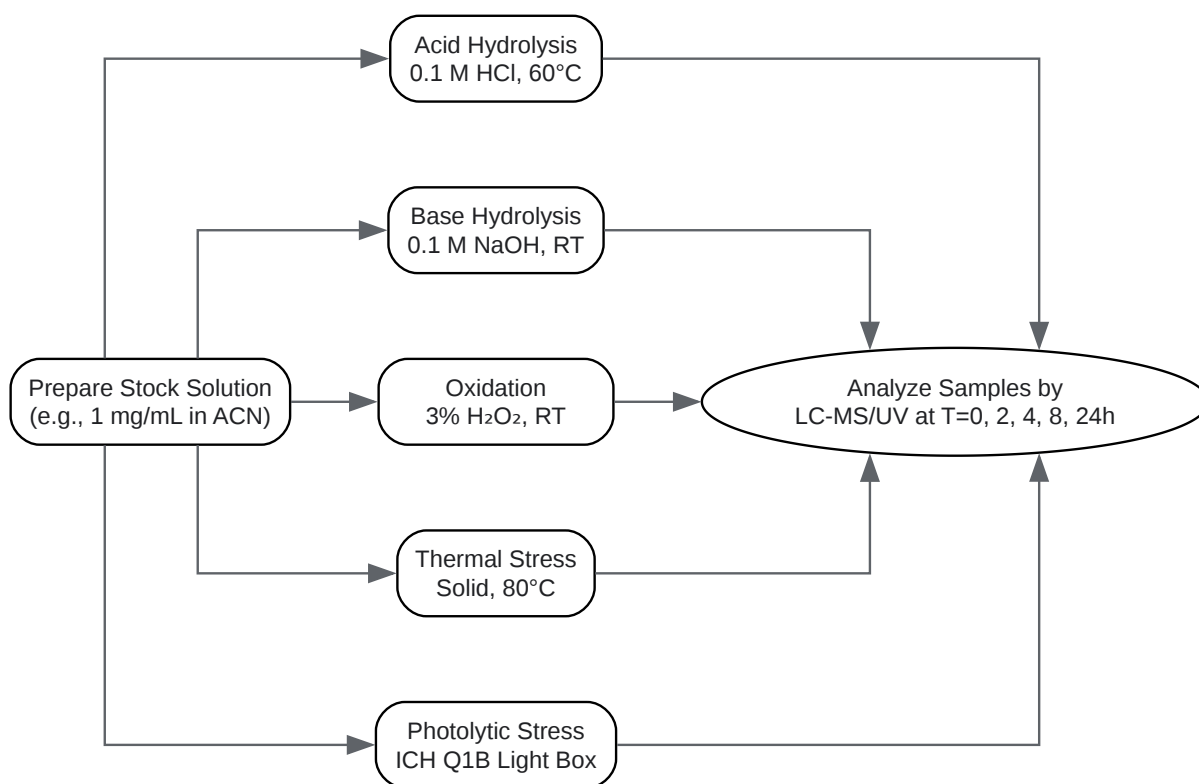 Acid Hydrolysis
0.1 M HCl, 60°C
Base Hydrolysis
0.1 M NaOH, RT
Prepare Stock Solution
(e.g., 1 mg/mL in ACN)
Oxidation
3% H₂O₂, RT
Analyze Samples by
LC-MS/UV at T=0, 2, 4, 8, 24h
Thermal Stress
Solid, 80°C
Photolytic Stress
ICH Q1B Light Box